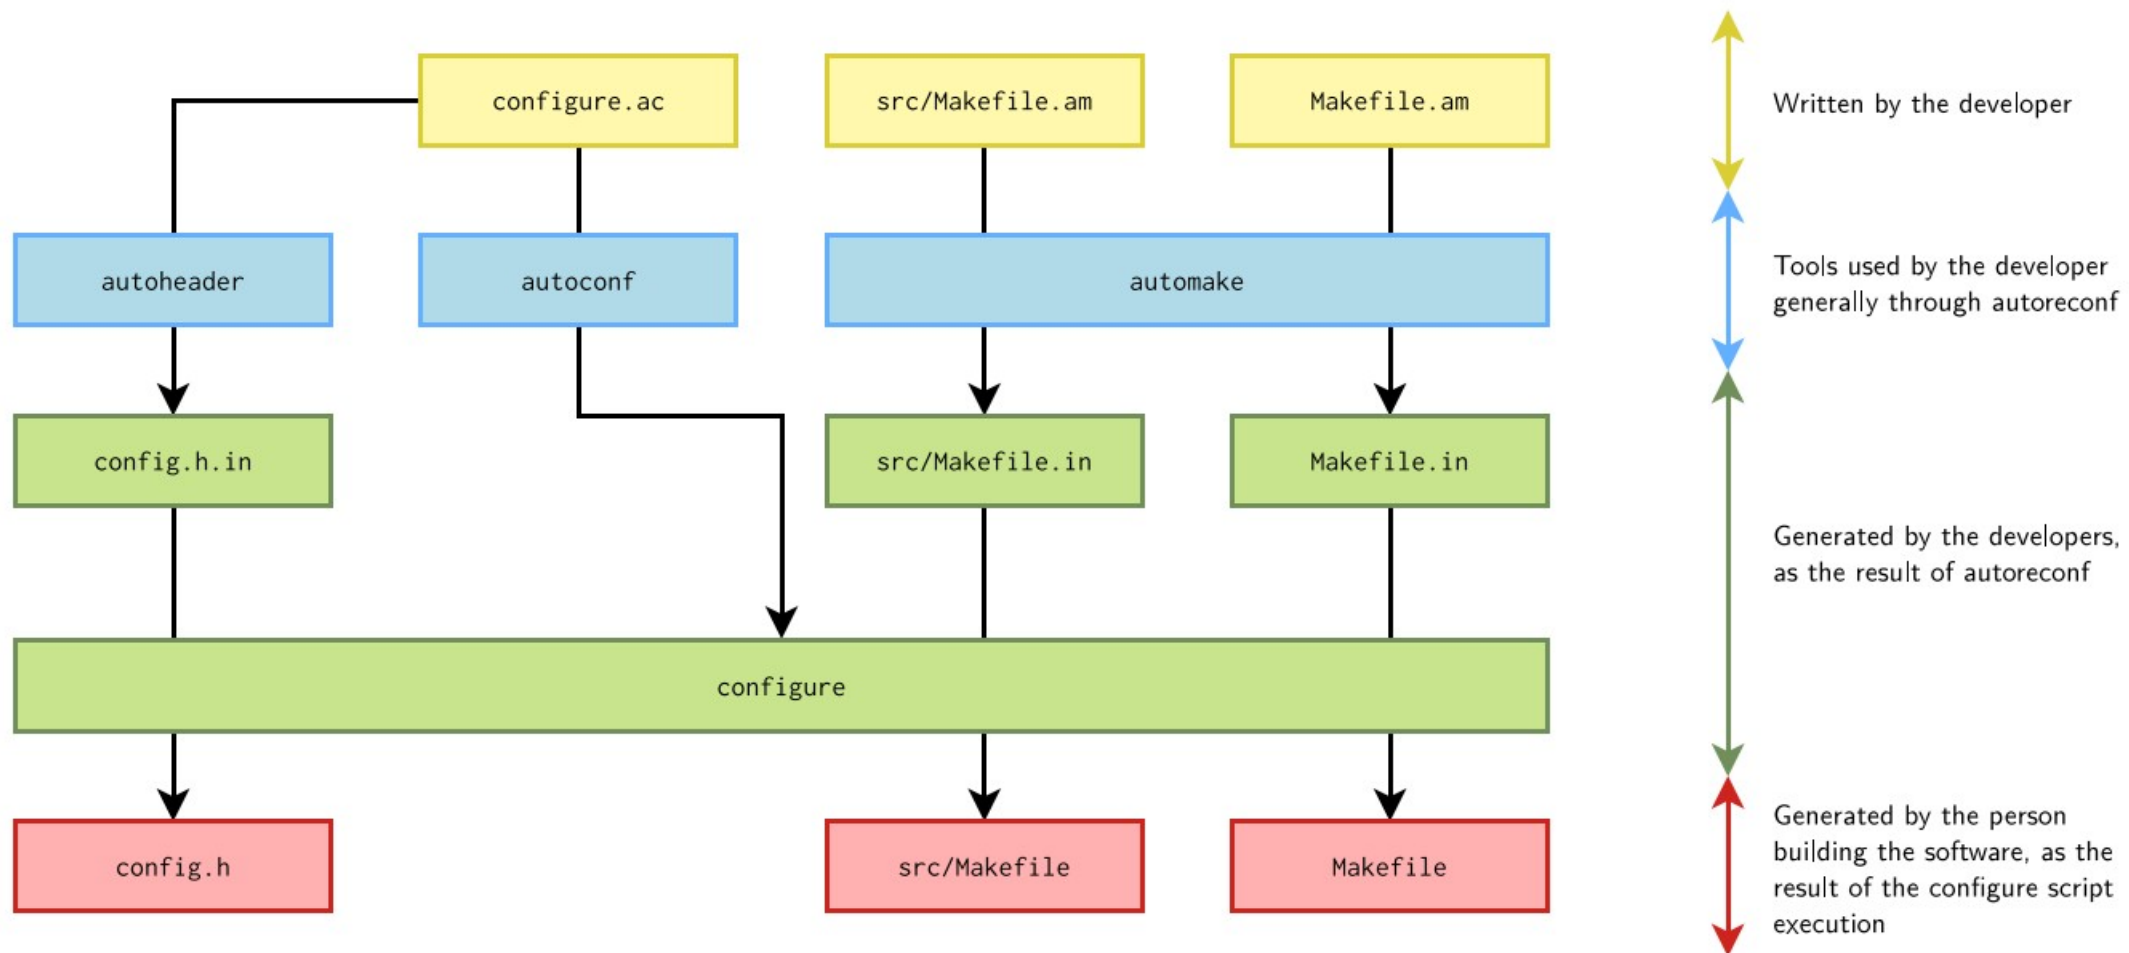 configure.ac
src/Makefile.am
Makefile.am
Written by the developer
autoheader
autoconf
automake
Tools used by the developer
generally through autoreconf
config.h.in
src/Makefile.in
Makefile.in
Generated by the developers,
as the result of autoreconf
configure
config.h
src/Makefile
Makefile
Generated by the person
building the software, as the
result of the configure script
execution